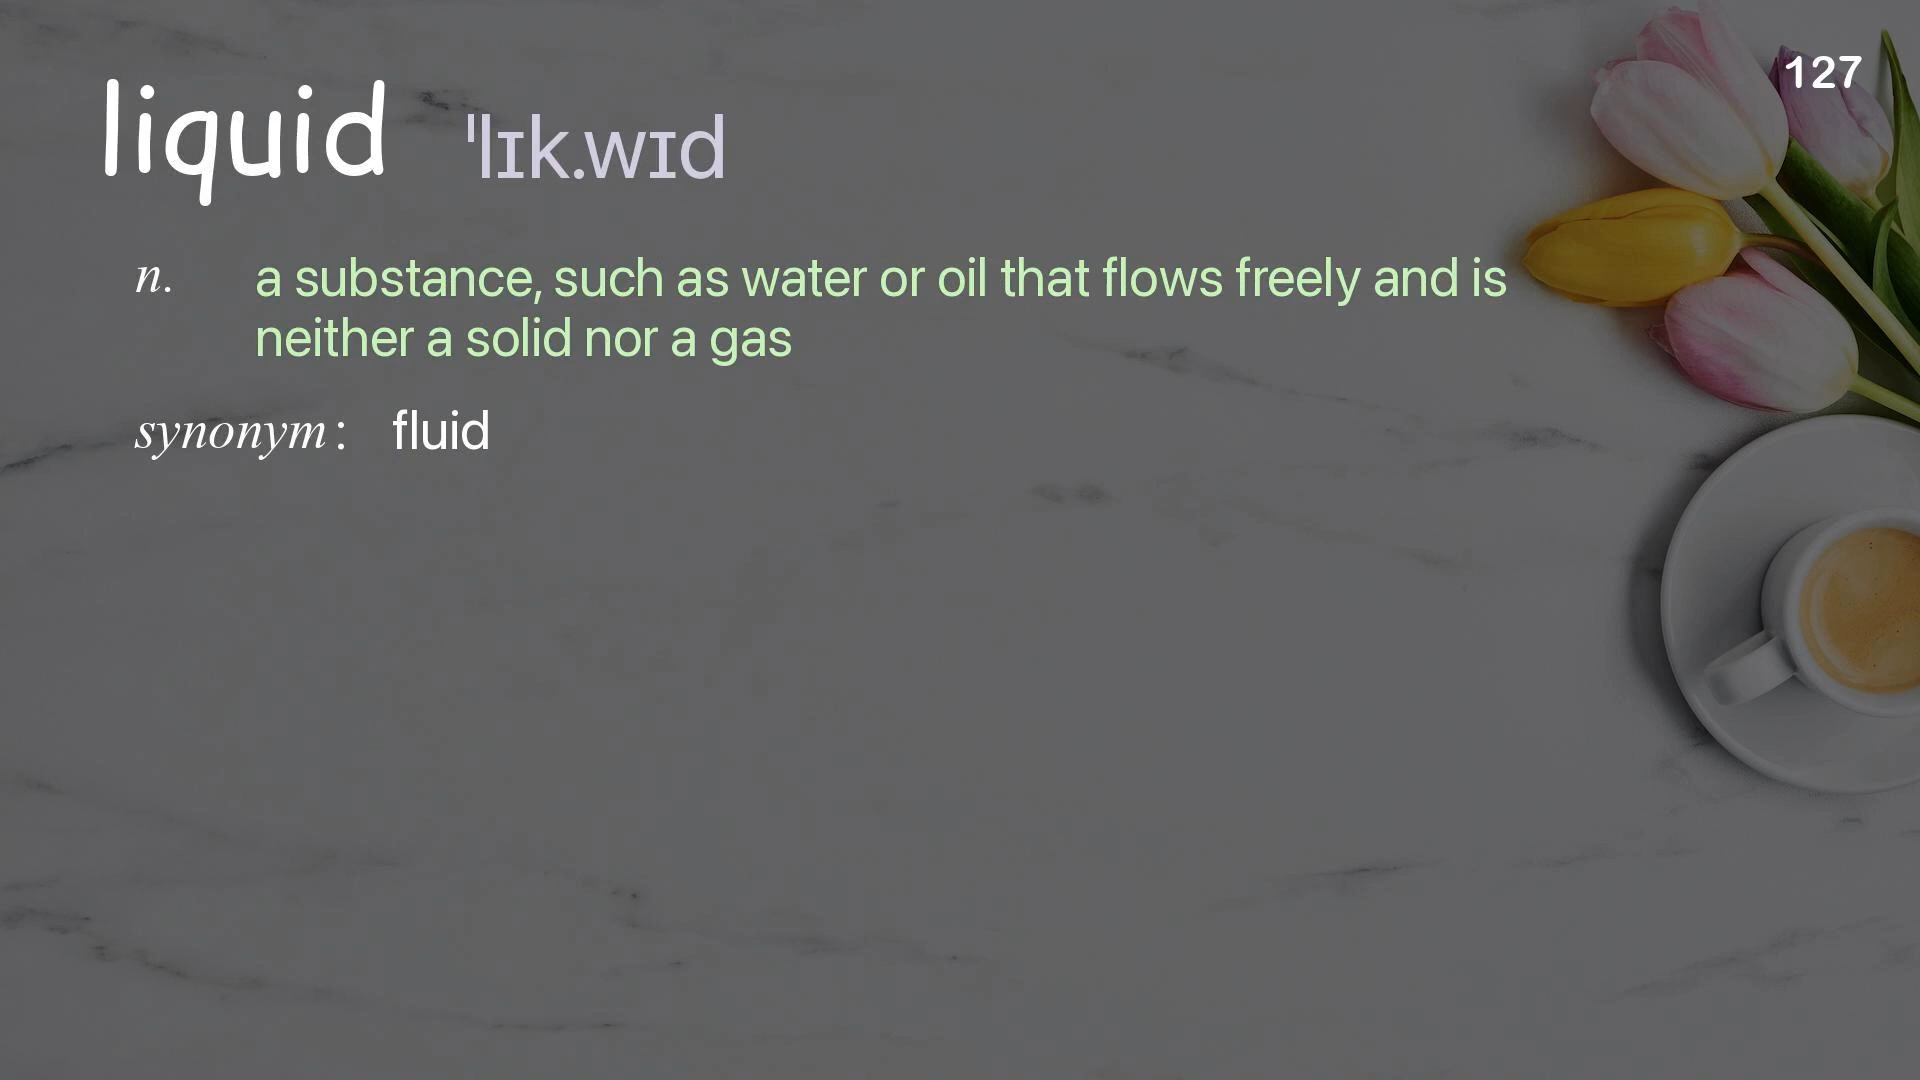 127
liquid ˈlɪk.wɪd
n. a substance, such as water or oil that flows freely and is
neither a solid nor a gas
synonym: fluid